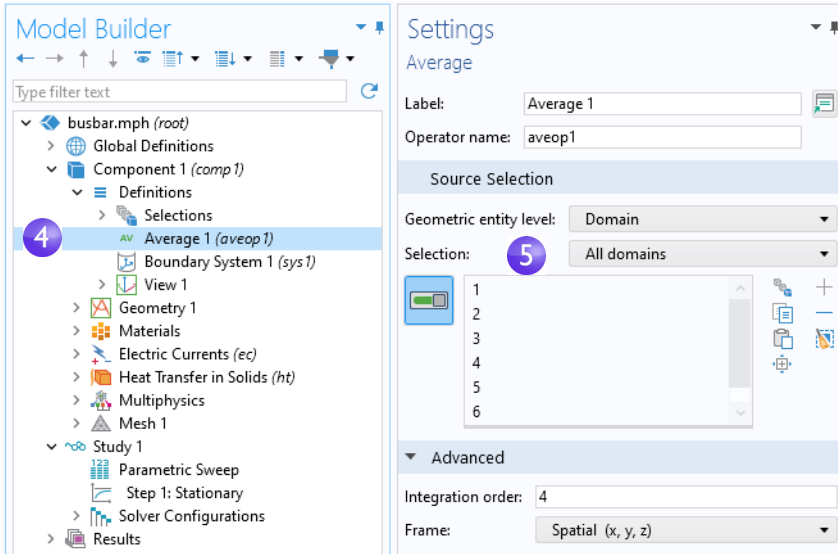 Model Builder
Type filter text
busbar.mph (root)
Global Definitions
Component 1 (comp1)
Definitions
Selections
4
AV Average 1 (aveop1)
Boundary System 1 (sys1)
View 1
Geometry 1
Materials
Electric Currents (ec)
Heat Transfer in Solids (ht)
Multiphysics
Mesh 1
Study 1
123 Parametric Sweep
Step 1: Stationary
Solver Configurations
Results
Settings
Average
Label: Average 1
Operator name: aveop1
Source Selection
Geometric entity level: Domain
Selection: 5 All domains
1
2
3
4
5
6
Advanced
Integration order: 4
Frame: Spatial (x, y, z)